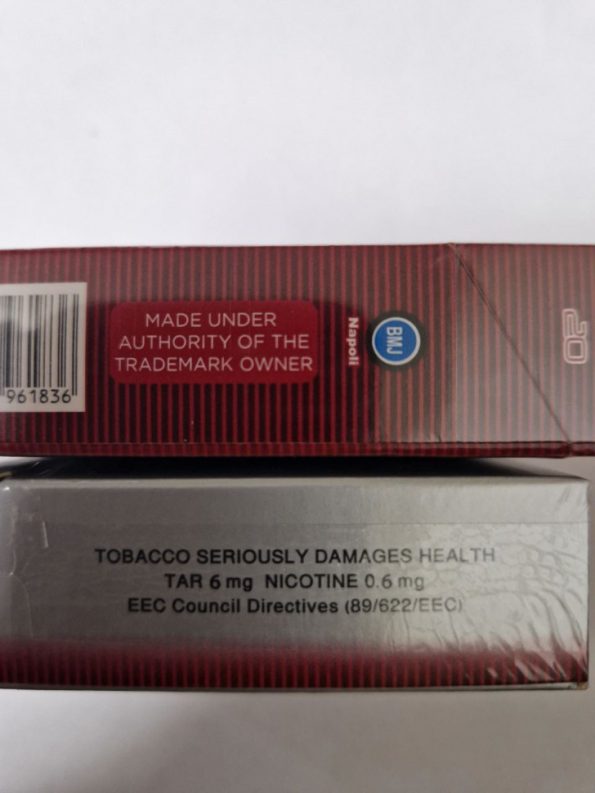 961836
MADE UNDER
AUTHORITY OF THE
TRADEMARK OWNER
Napoli
BMJ
20
TOBACCO SERIOUSLY DAMAGES HEALTH
TAR 6 mg NICOTINE 0.6 mg
EEC Council Directives (89/622/EEC)